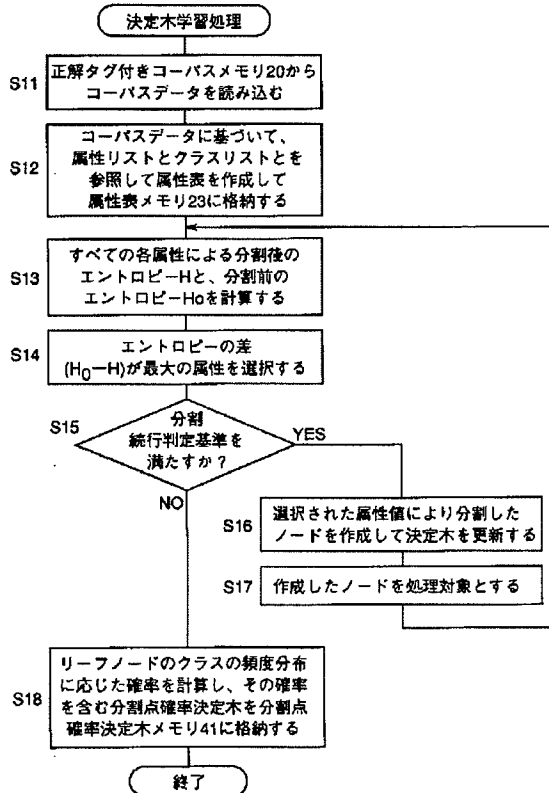 決定木学習処理
S11
正解タグ付きコーパスメモリ20から
コーパスデータを読み込む
S12
コーパスデータに基づいて、
属性リストとクラスリストとを
参照して属性表を作成して
属性表メモリ23に格納する
S13
すべての各属性による分割後の
エントロピーHと、分割前の
エントロピーH0を計算する
S14
エントロピーの差
(H0ーH)が最大の属性を選択する
S15
分割
続行判定基準を
満たすか?
YES
NO
S16
選択された属性値により分割した
ノードを作成して決定木を更新する
S17
作成したノードを処理対象とする
S18
リーフノードのクラスの頻度分布
に応じた確率を計算し、その確率
を含む分割点確率決定木を分割点
確率決定木メモリ41に格納する
終了